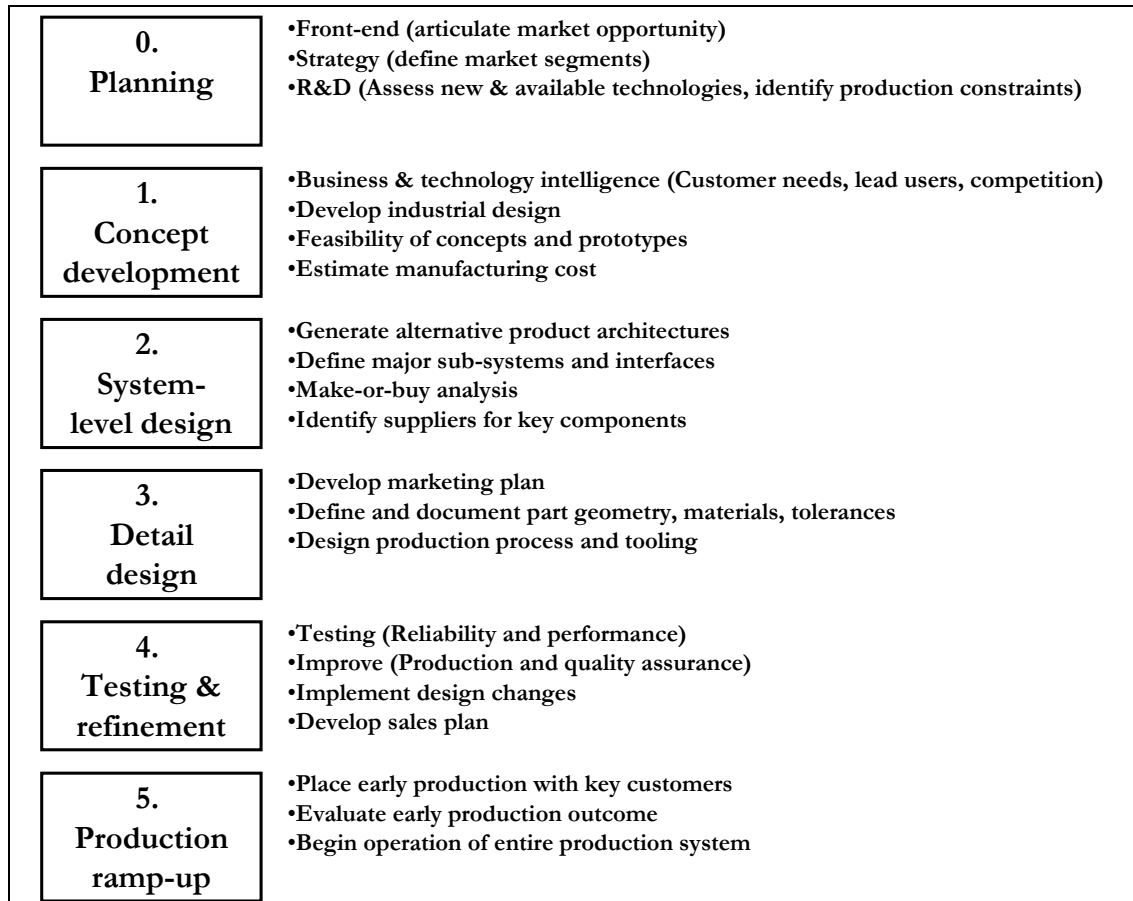 0.
Planning
•Front-end (articulate market opportunity)
•Strategy (define market segments)
•R&D (Assess new & available technologies, identify production constraints)
1.
Concept
development
•Business & technology intelligence (Customer needs, lead users, competition)
•Develop industrial design
•Feasibility of concepts and prototypes
•Estimate manufacturing cost
2.
System-
level design
•Generate alternative product architectures
•Define major sub-systems and interfaces
•Make-or-buy analysis
•Identify suppliers for key components
3.
Detail
design
•Develop marketing plan
•Define and document part geometry, materials, tolerances
•Design production process and tooling
4.
Testing &
refinement
•Testing (Reliability and performance)
•Improve (Production and quality assurance)
•Implement design changes
•Develop sales plan
5.
Production
ramp-up
•Place early production with key customers
•Evaluate early production outcome
•Begin operation of entire production system